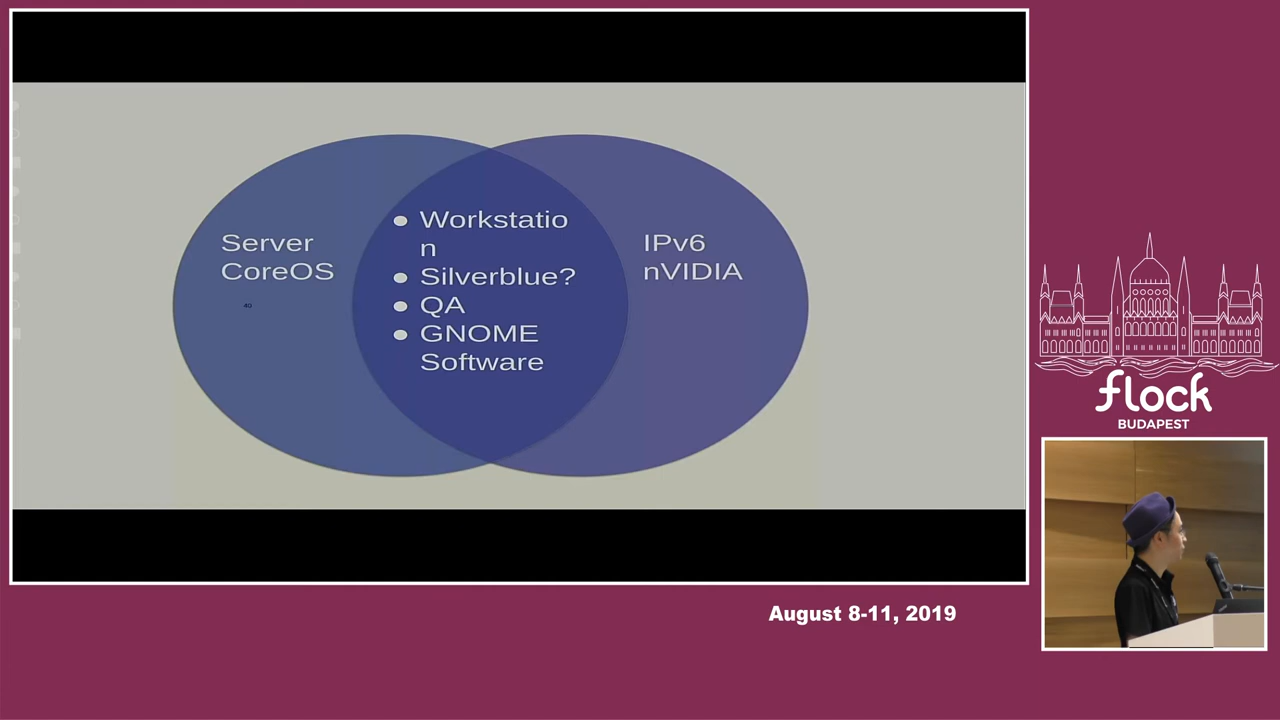 Server
CoreOS
● Workstatio
n
● Silverblue?
● QA
● GNOME
Software
IPv6
nVIDIA
flock
BUDAPEST
August 8-11, 2019